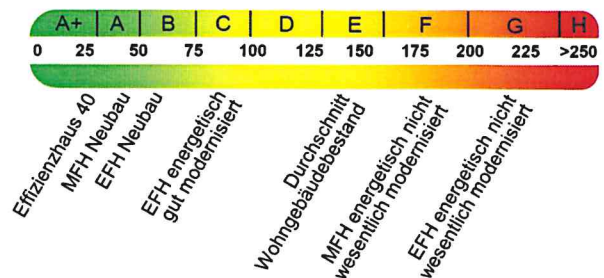 A+ A B C D E F G H
0 25 50 75 100 125 150 175 200 225 >250
Effizienzhaus 40
MFH Neubau
EFH Neubau
EFH energetisch
gut modernisiert
Durchschnitt
Wohngebäudebestand
MFH energetisch nicht
wesentlich modernisiert
EFH energetisch nicht
wesentlich modernisiert